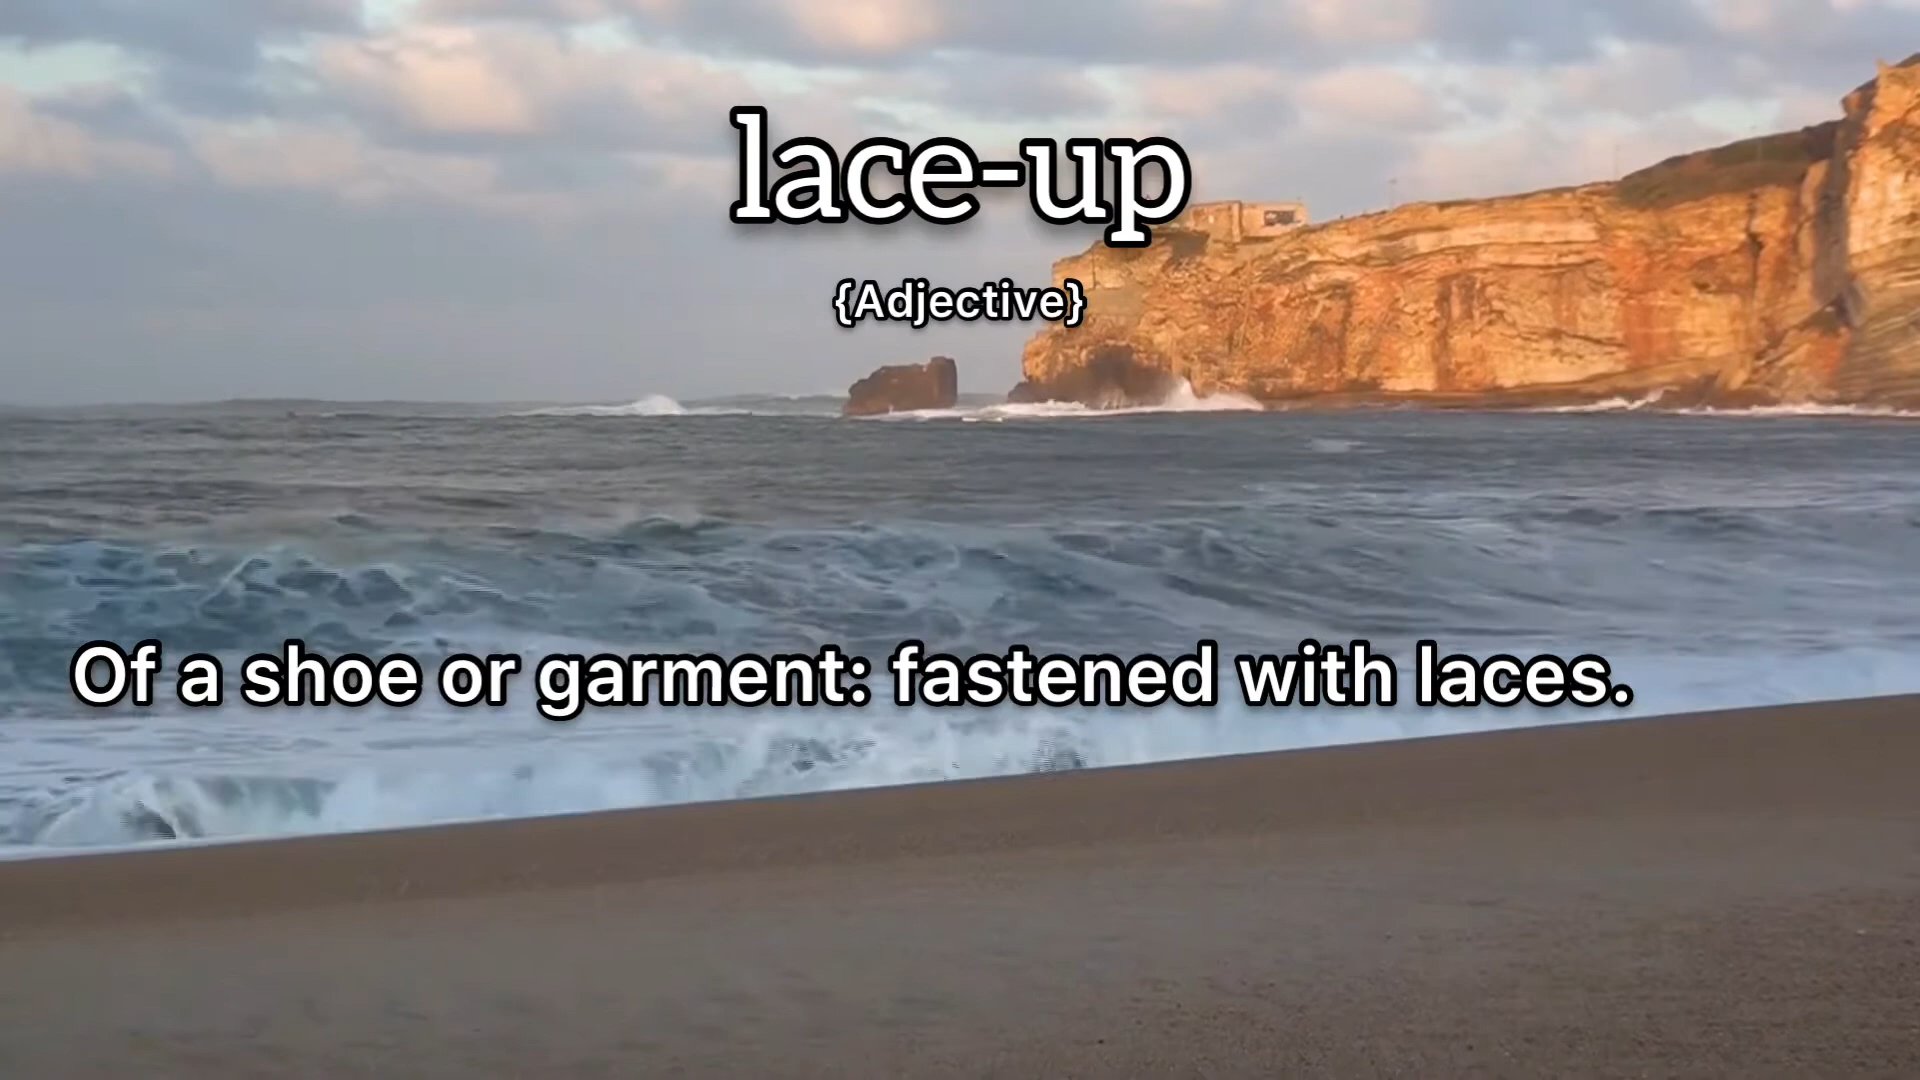 lace-up
{Adjective}
Of a shoe or garment: fastened with laces.